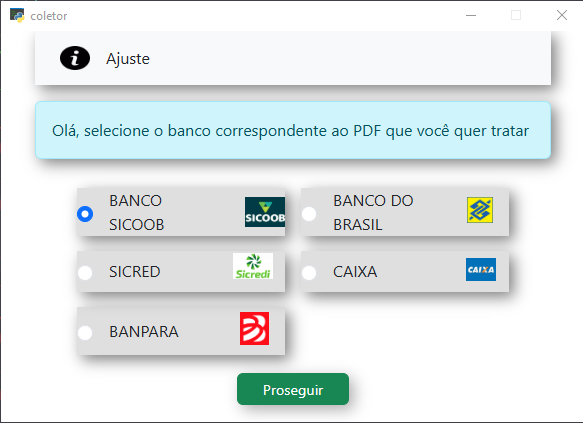 coletor
Ajuste
Olá, selecione o banco correspondente ao PDF que você quer tratar
BANCO
SICOOB
SICOOB
BANCO DO
BRASIL
SICRED
Sicredi
CAIXA
CAIXA
BANPARA
Prosseguir